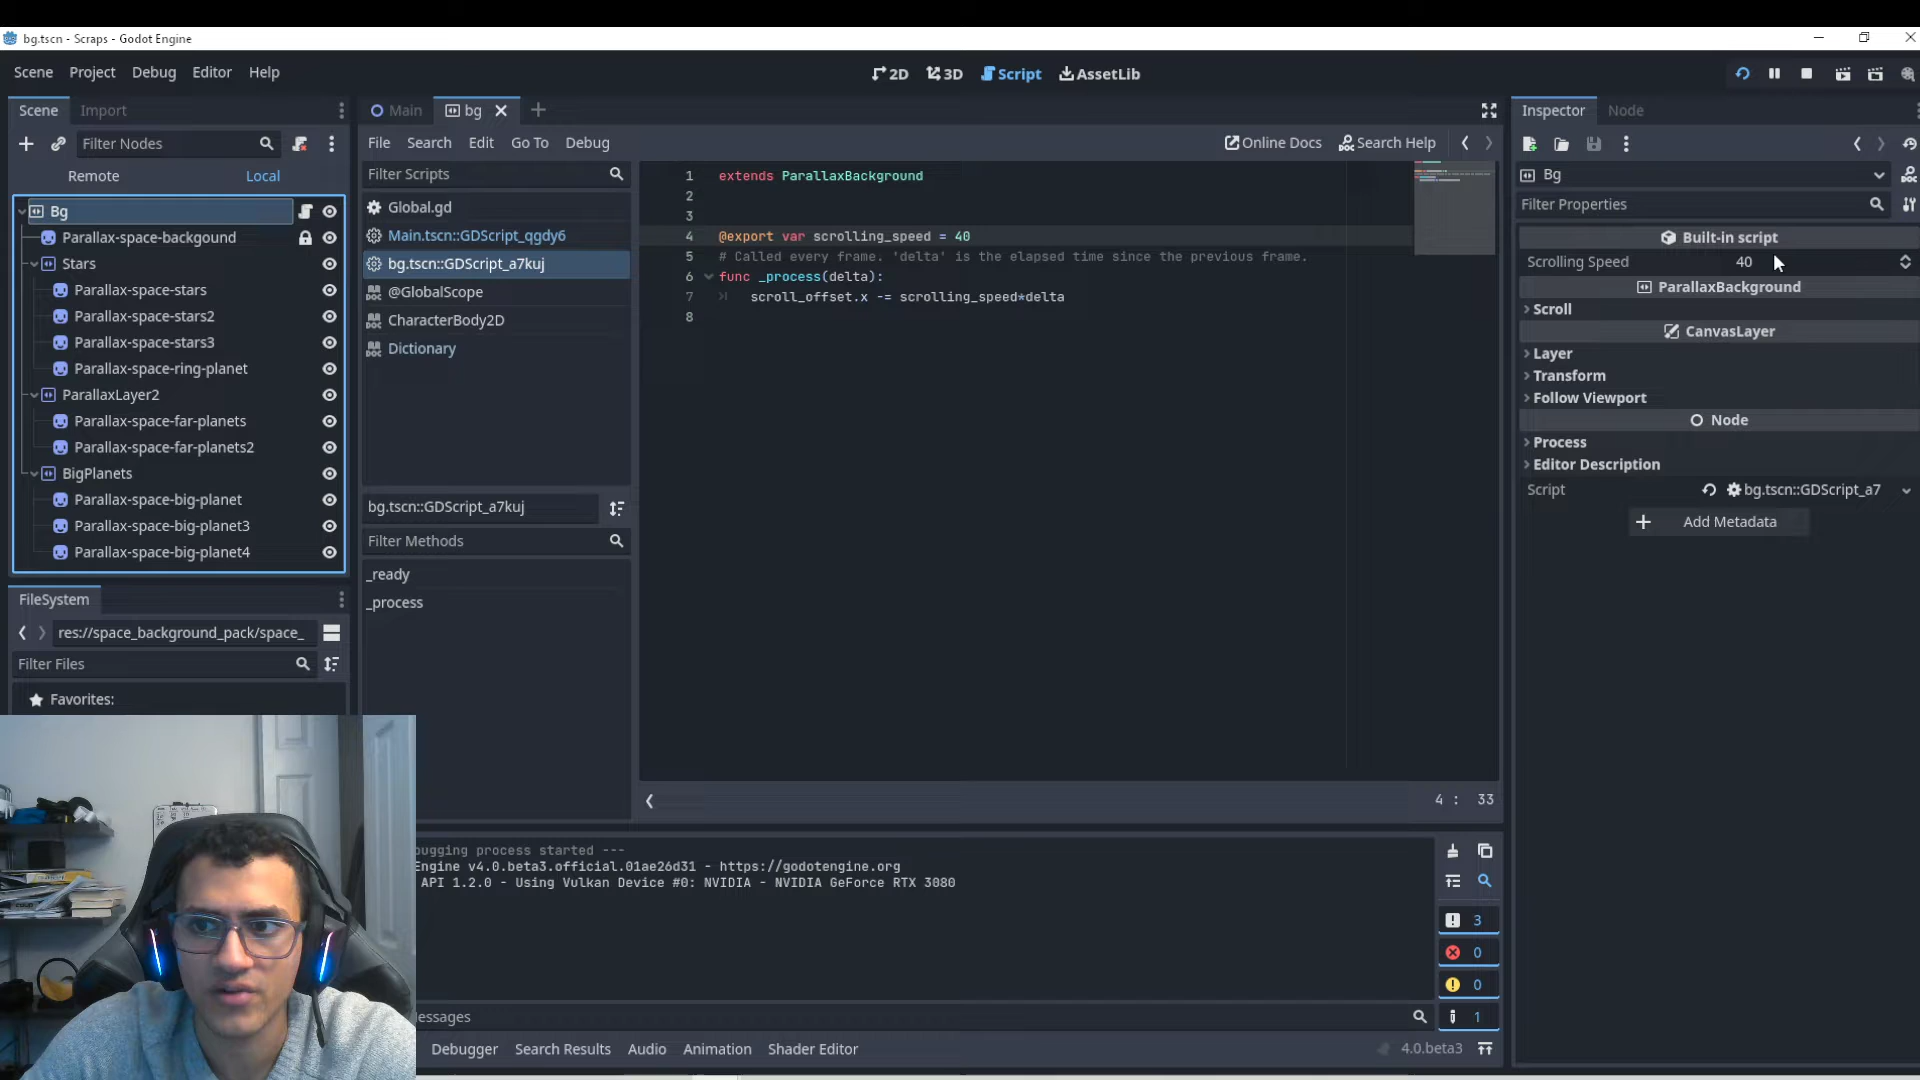 bg.tscn - Scraps - Godot Engine
Scene Project Debug Editor Help
2D 3D Script AssetLib
Scene Import
Main bg
Inspector Node
Filter Nodes
File Search Edit Go To Debug
Online Docs Search Help
Remote Local
Filter Scripts
Bg
Filter Properties
Bg
Parallax-space-backgound
Stars
Parallax-space-stars
Parallax-space-stars2
Parallax-space-stars3
Parallax-space-ring-planet
ParallaxLayer2
Parallax-space-far-planets
Parallax-space-far-planets2
BigPlanets
Parallax-space-big-planet
Parallax-space-big-planet3
Parallax-space-big-planet4
Global.gd
Main.tscn::GDScript_qgdy6
bg.tscn::GDScript_a7kuj
@GlobalScope
CharacterBody2D
Dictionary
bg.tscn::GDScript_a7kuj
Filter Methods
_ready
_process
1 extends ParallaxBackground
2
3
4 @export var scrolling_speed = 40
5 # Called every frame. 'delta' is the elapsed time since the previous frame.
6 func _process(delta):
7 scroll_offset.x -= scrolling_speed*delta
8
4 : 33
Built-in script
Scrolling Speed 40
ParallaxBackground
Scroll
CanvasLayer
Layer
Transform
Follow Viewport
Node
Process
Editor Description
Script bg.tscn::GDScript_a7
Add Metadata
FileSystem
res://space_background_pack/space_
Filter Files
Favorites:
ugging process started ---
Engine v4.0.beta3.official.01ae26d31 - https://godotengine.org
API 1.2.0 - Using Vulkan Device #0: NVIDIA - NVIDIA GeForce RTX 3080
3
0
0
1
essages
Debugger Search Results Audio Animation Shader Editor
4.0.beta3